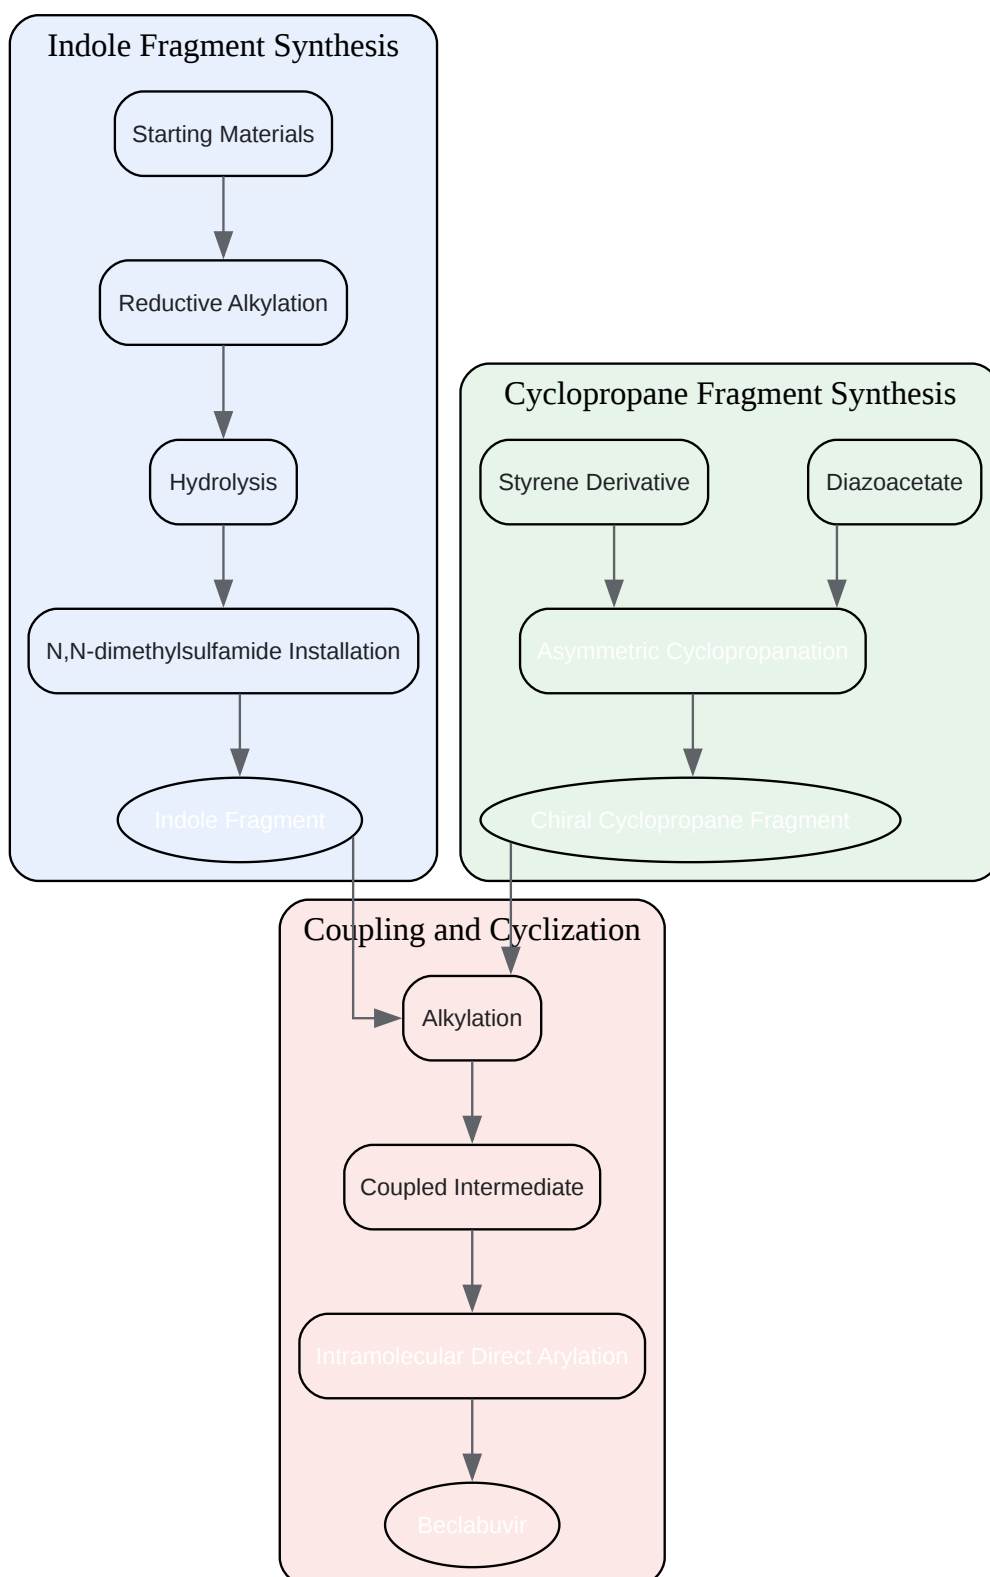 Indole Fragment Synthesis
Starting Materials
Reductive Alkylation
Hydrolysis
N,N-dimethylsulfamide Installation
Indole Fragment
Cyclopropane Fragment Synthesis
Styrene Derivative
Diazoacetate
Asymmetric Cyclopropanation
Chiral Cyclopropane Fragment
Coupling and Cyclization
Alkylation
Coupled Intermediate
Intramolecular Direct Arylation
Beclabuvir